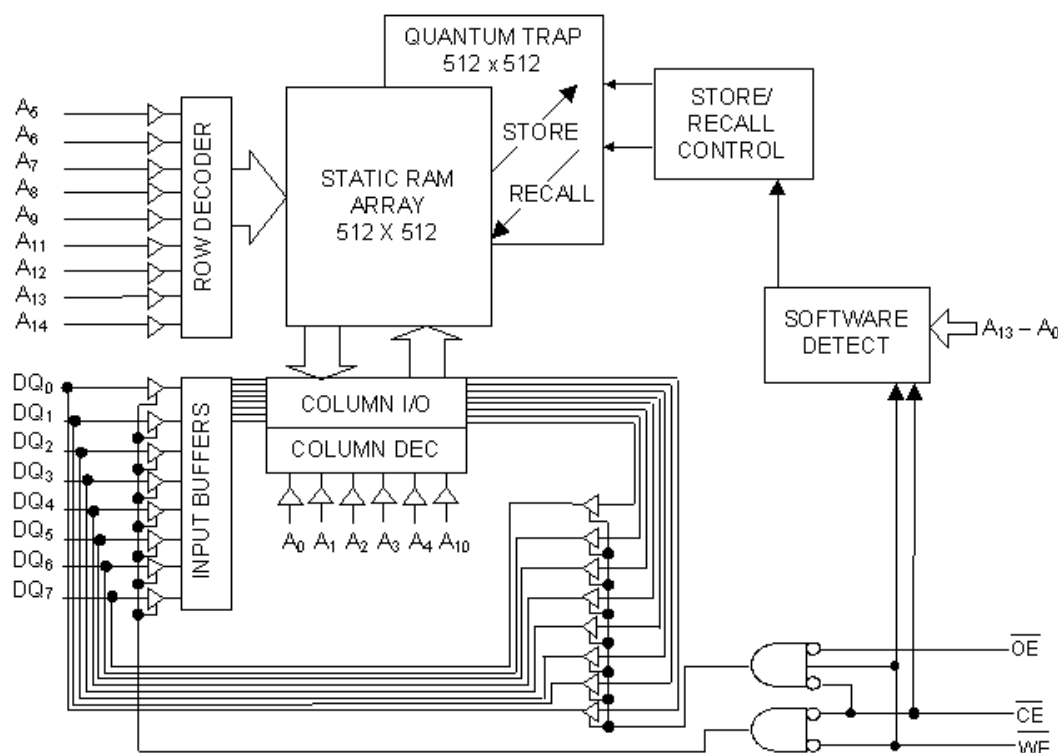 QUANTUM TRAP
512 x 512
STORE/
RECALL
CONTROL
STORE
RECALL
STATIC RAM
ARRAY
512 X 512
A5
A6
A7
A8
A9
A11
A12
A13
A14
ROW DECODER
SOFTWARE
DETECT
A13 – A0
DQ0
DQ1
DQ2
DQ3
DQ4
DQ5
DQ6
DQ7
INPUT BUFFERS
COLUMN I/O
COLUMN DEC
A0 A1 A2 A3 A4 A10
OE
CE
WE